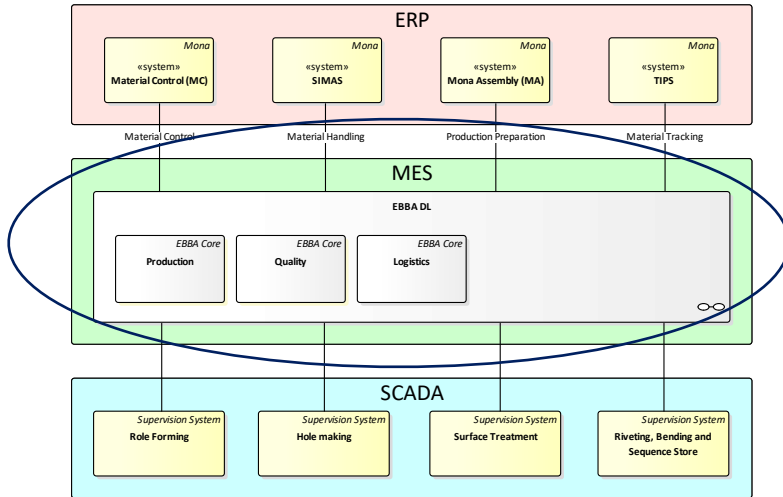 ERP
Mona
«system»
Material Control (MC)
Mona
«system»
SIMAS
Mona
«system»
Mona Assembly (MA)
Mona
«system»
TIPS
Material Control
Material Handling
Production Preparation
Material Tracking
MES
EBBA DL
EBBA Core
Production
EBBA Core
Quality
EBBA Core
Logistics
SCADA
Supervision System
Role Forming
Supervision System
Hole making
Supervision System
Surface Treatment
Supervision System
Riveting, Bending and
Sequence Store